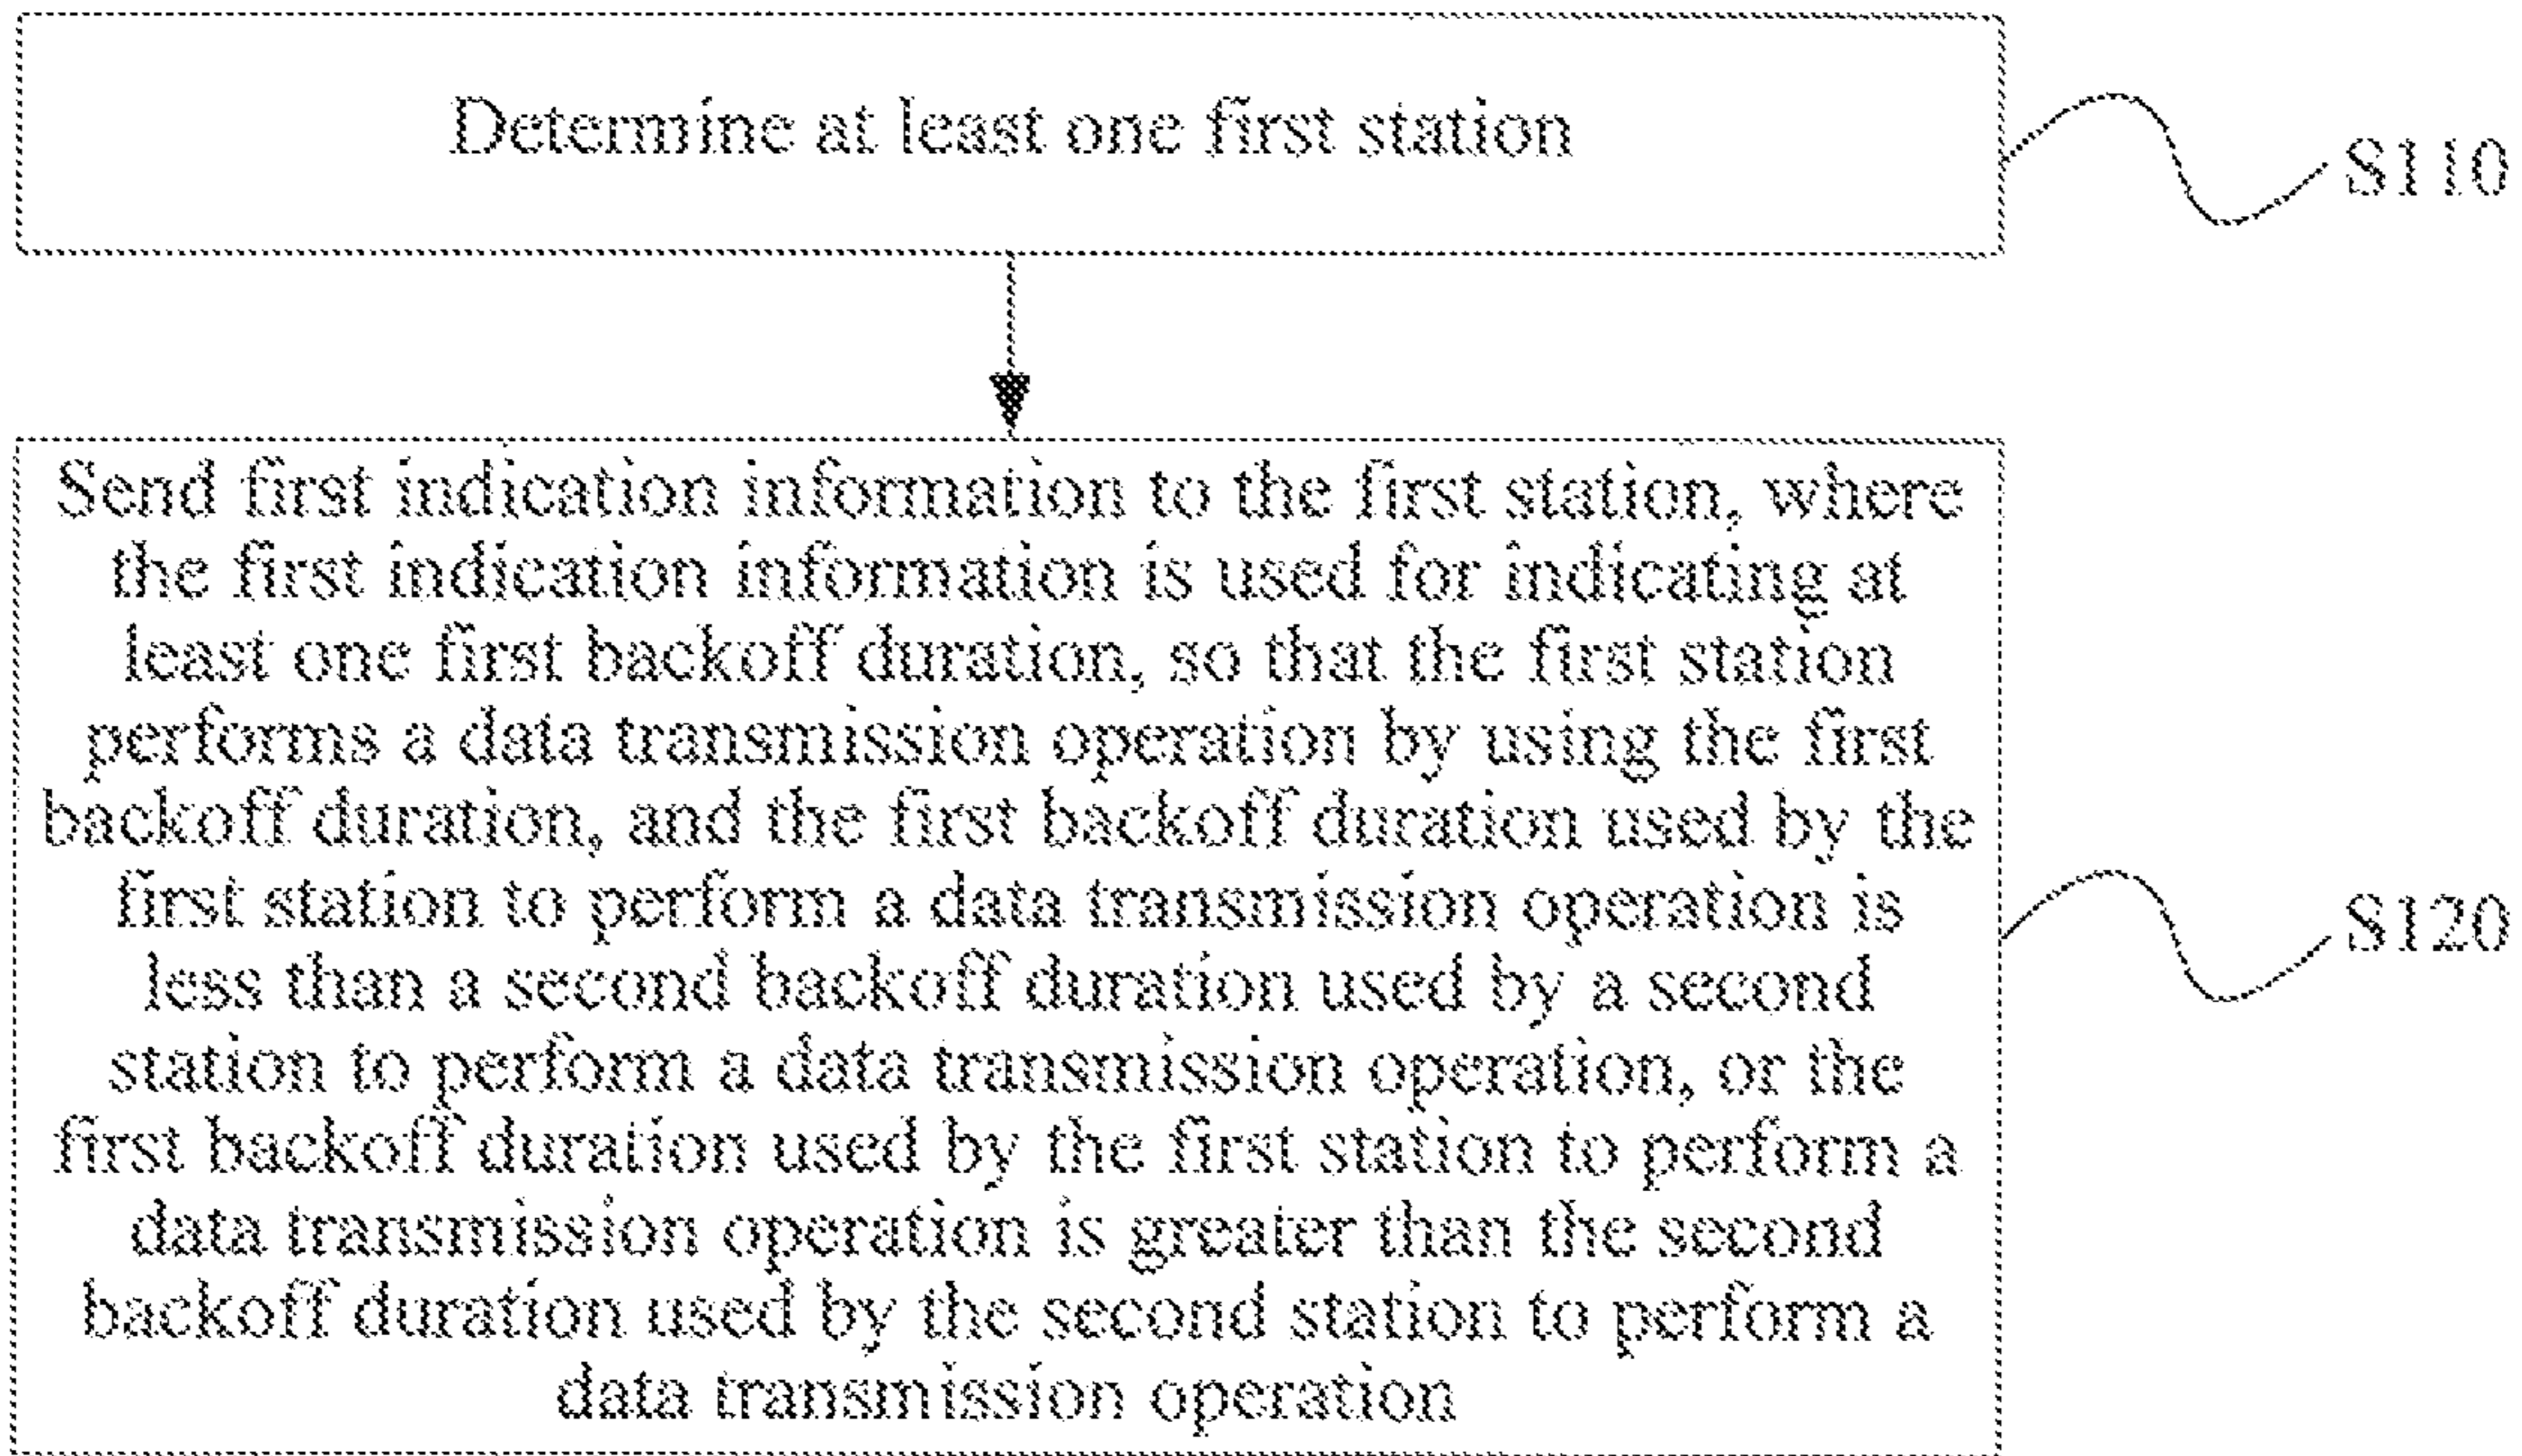 Determine at least one first station
S110
Send first indication information to the first station, where
the first indication information is used for indicating at
least one first backoff duration, so that the first station
performs a data transmission operation by using the first
backoff duration, and the first backoff duration used by the
first station to perform a data transmission operation is
less than a second backoff duration used by a second
station to perform a data transmission operation, or the
first backoff duration used by the first station to perform a
data transmission operation is greater than the second
backoff duration used by the second station to perform a
data transmission operation
S120